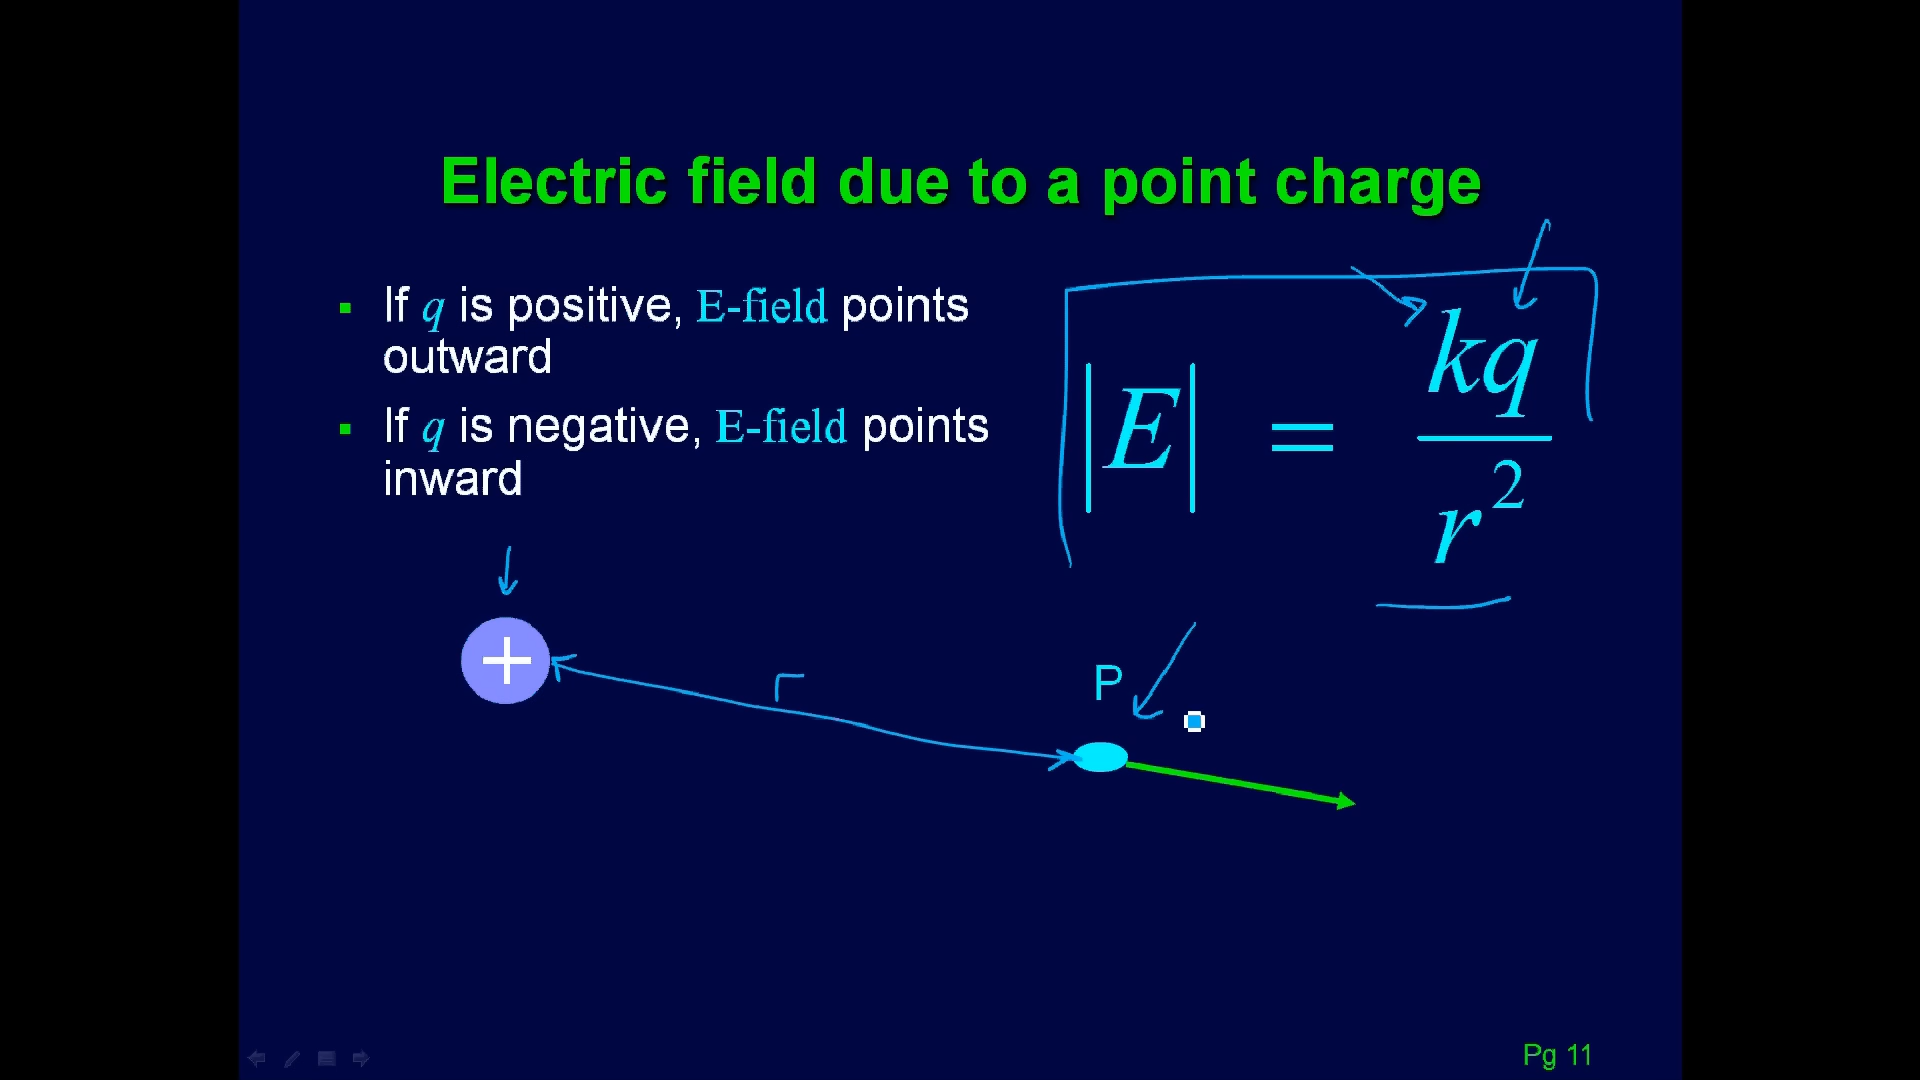 Electric field due to a point charge
▪ If q is positive, E-field points
outward
▪ If q is negative, E-field points
inward
|E| = kq / r²
+
r
P
Pg 11